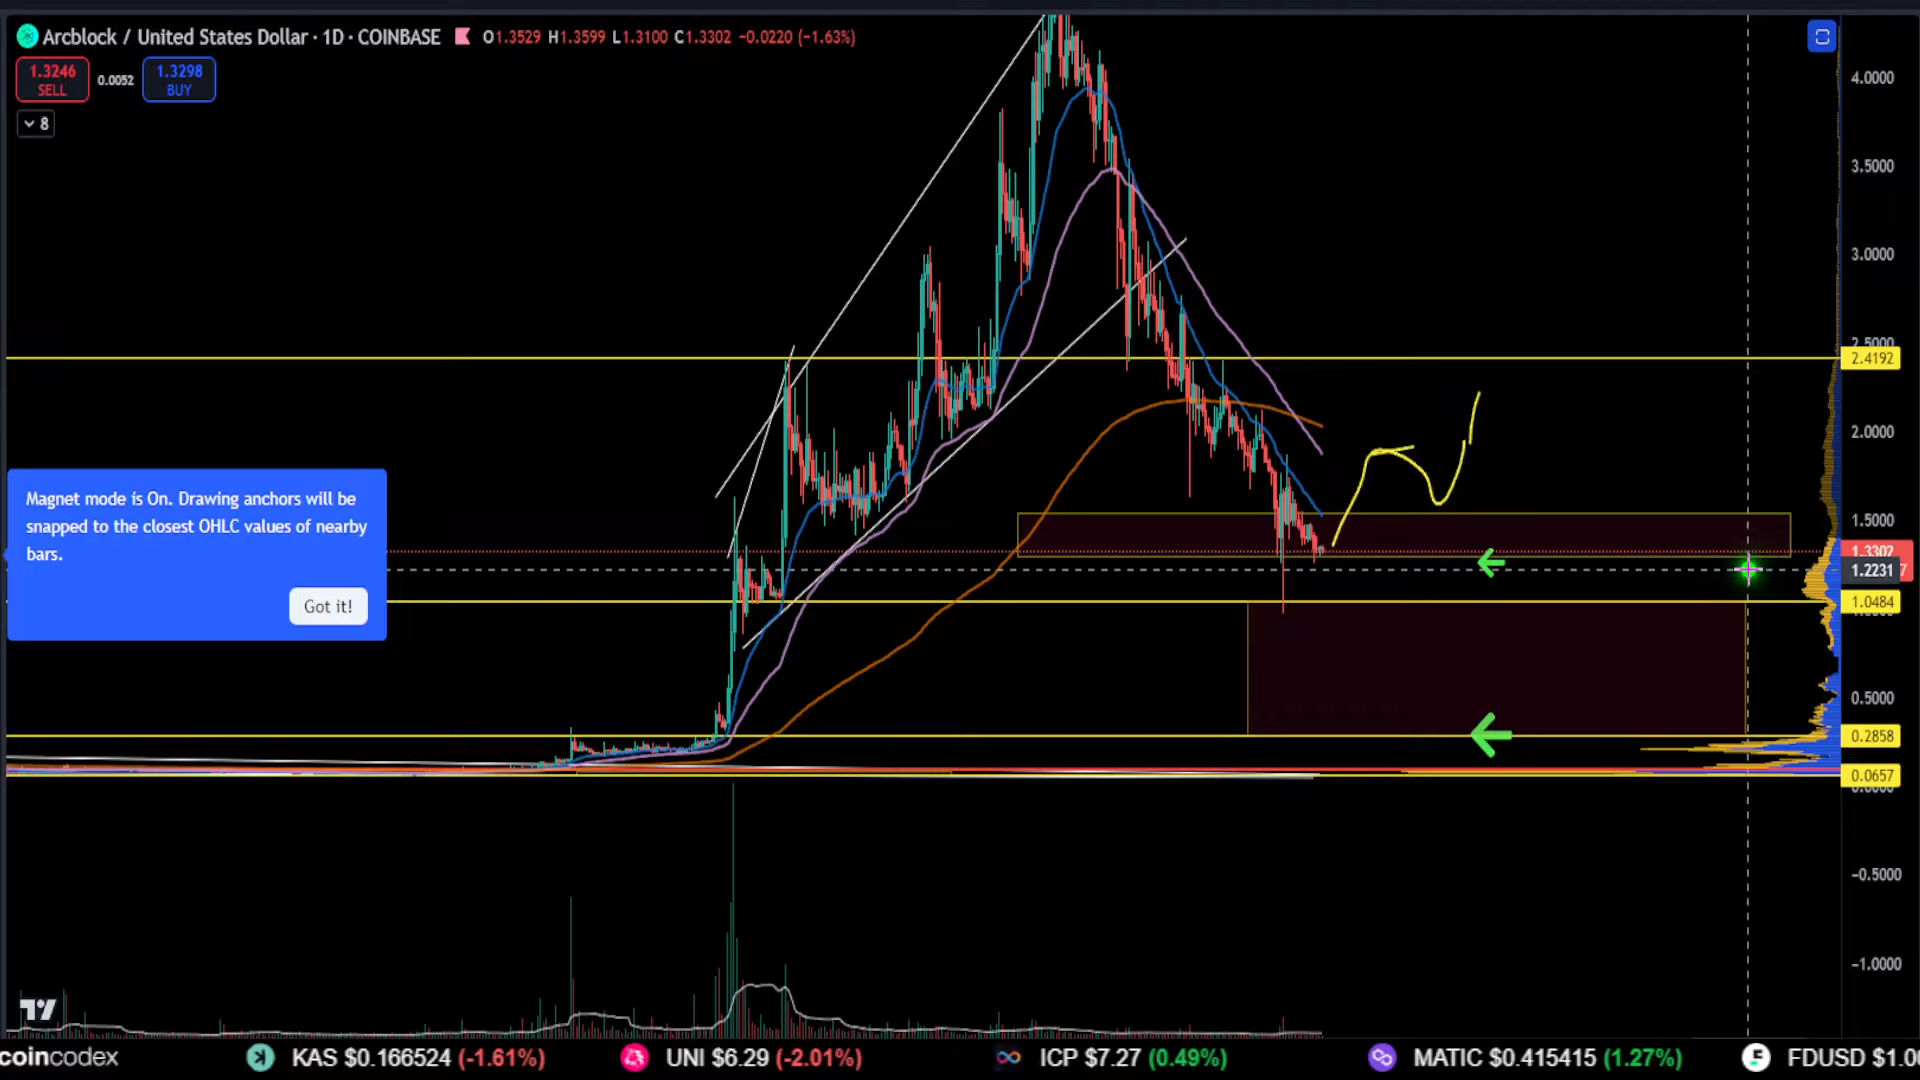 Arcblock / United States Dollar · 1D · COINBASE O1.3529 H1.3599 L1.3100 C1.3302 -0.0220 (-1.63%)
1.3246 SELL
0.0052
1.3298 BUY
8
4.0000
3.5000
3.0000
2.5000
2.4192
2.0000
1.5000
1.3302
1.2231
1.0484
0.5000
0.2858
0.0657
-0.5000
-1.0000
Magnet mode is On. Drawing anchors will be
snapped to the closest OHLC values of nearby
bars.
Got it!
coincodex KAS $0.166524 (-1.61%) UNI $6.29 (-2.01%) ICP $7.27 (0.49%) MATIC $0.415415 (1.27%) FDUSD $1.0